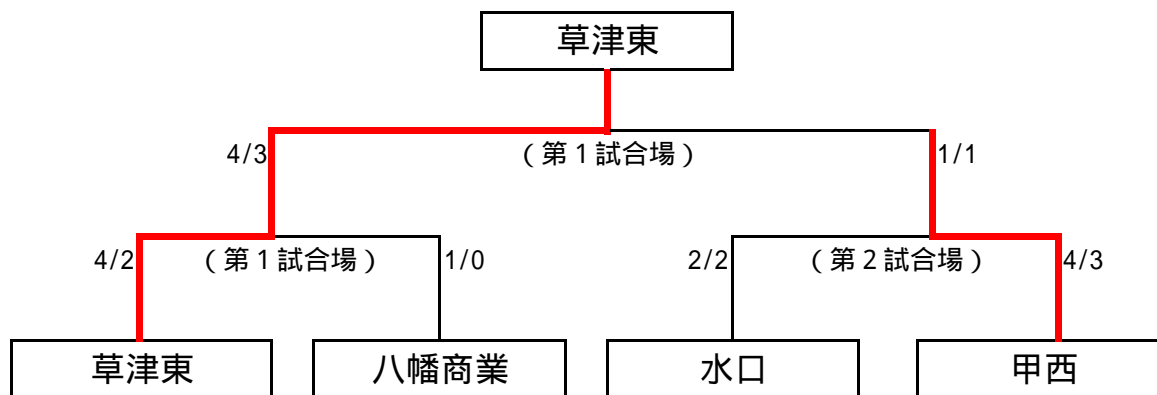 草津東
4/3 (第1試合場) 1/1
4/2 (第1試合場) 1/0 2/2 (第2試合場) 4/3
草津東 八幡商業 水口 甲西